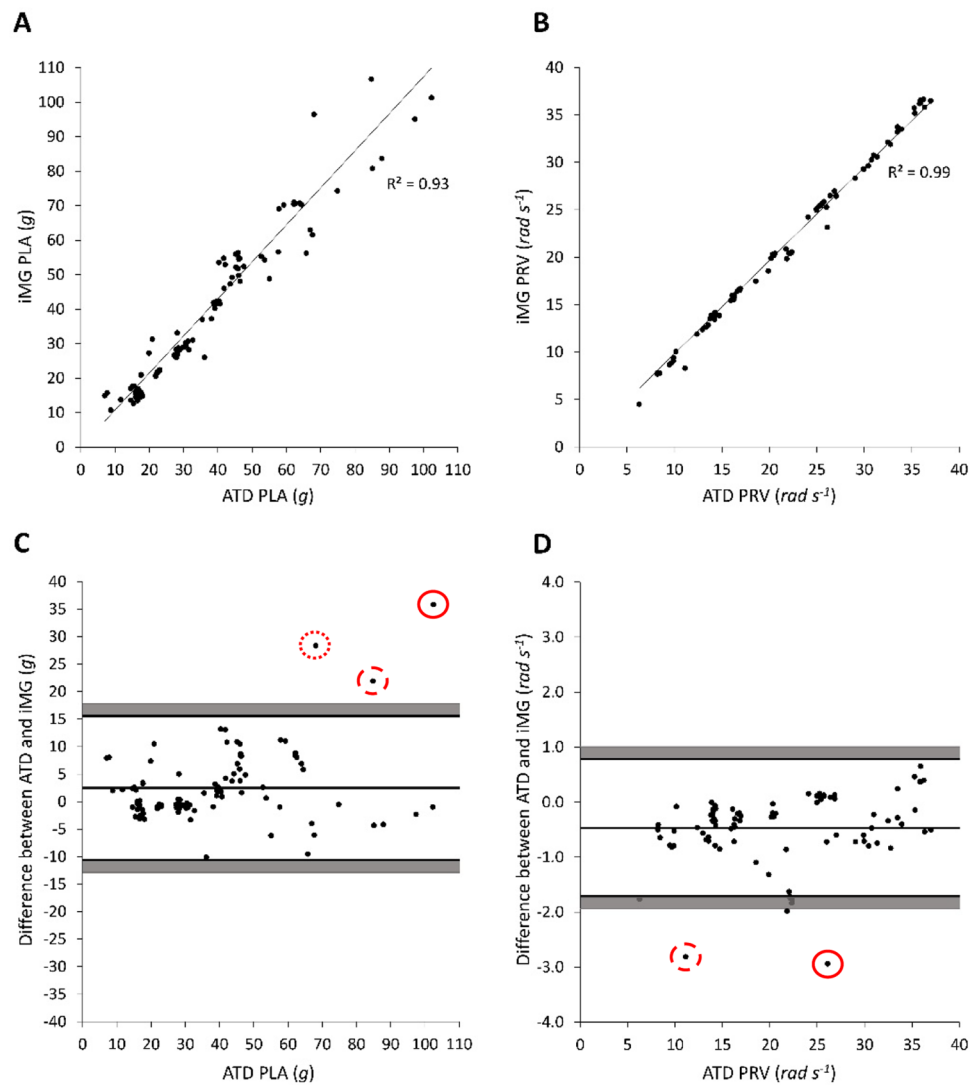 A
B
110
100
90
80
70
60
50
40
30
20
10
0
iMG PLA (g)
R² = 0.93
0 10 20 30 40 50 60 70 80 90 100 110
ATD PLA (g)
40
35
30
25
20
15
10
5
0
iMG PRV (rad s⁻¹)
R² = 0.99
0 5 10 15 20 25 30 35 40
ATD PRV (rad s⁻¹)
C
D
40
35
30
25
20
15
10
5
0
-5
-10
-15
-20
-25
-30
-35
-40
Difference between ATD and iMG (g)
0 10 20 30 40 50 60 70 80 90 100 110
ATD PLA (g)
4.0
3.0
2.0
1.0
0.0
-1.0
-2.0
-3.0
-4.0
Difference between ATD and iMG (rad s⁻¹)
0 5 10 15 20 25 30 35 40
ATD PRV (rad s⁻¹)